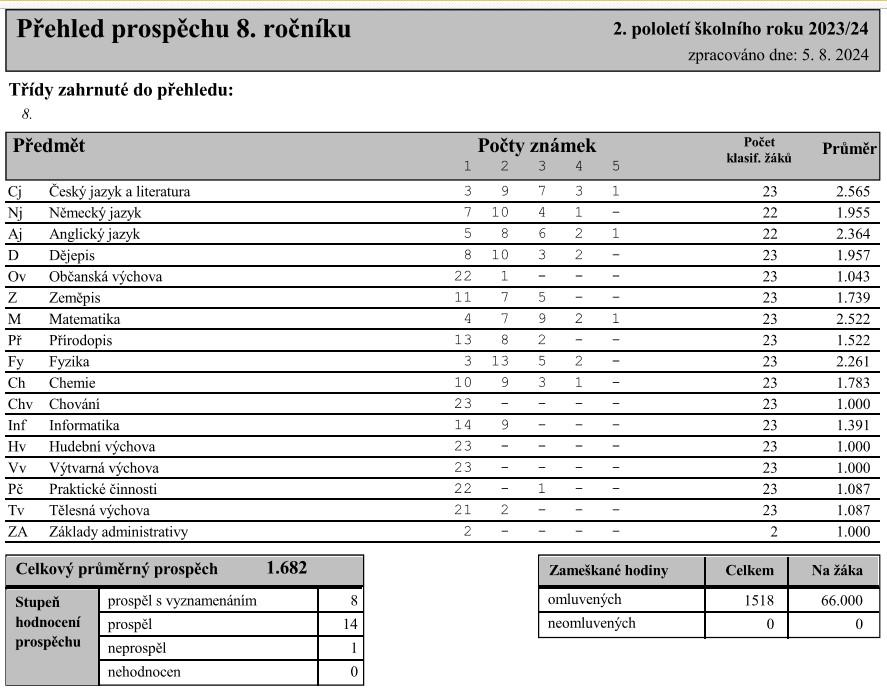 Přehled prospěchu 8. ročníku 2. pololetí školního roku 2023/24
zpracováno dne: 5. 8. 2024
Třídy zahrnuté do přehledu:
8.
Předmět Počty známek Počet klasif. žáků Průměr
1 2 3 4 5
Cj Český jazyk a literatura 3 9 7 3 1 23 2.565
Nj Německý jazyk 7 10 4 1 - 22 1.955
Aj Anglický jazyk 5 8 6 2 1 22 2.364
D Dějepis 8 10 3 2 - 23 1.957
Ov Občanská výchova 22 1 - - - 23 1.043
Z Zeměpis 11 7 5 - - 23 1.739
M Matematika 4 7 9 2 1 23 2.522
Př Přírodopis 13 8 2 - - 23 1.522
Fy Fyzika 3 13 5 2 - 23 2.261
Ch Chemie 10 9 3 1 - 23 1.783
Chv Chování 23 - - - - 23 1.000
Inf Informatika 14 9 - - - 23 1.391
Hv Hudební výchova 23 - - - - 23 1.000
Vv Výtvarná výchova 23 - - - - 23 1.000
Pč Praktické činnosti 22 - 1 - - 23 1.087
Tv Tělesná výchova 21 2 - - - 23 1.087
ZA Základy administrativy 2 - - - - 2 1.000
Celkový průměrný prospěch 1.682
Stupeň hodnocení prospěchu
prospěl s vyznamenáním 8
prospěl 14
neprospěl 1
nehodnocen 0
Zameškané hodiny Celkem Na žáka
omluvených 1518 66.000
neomluvených 0 0